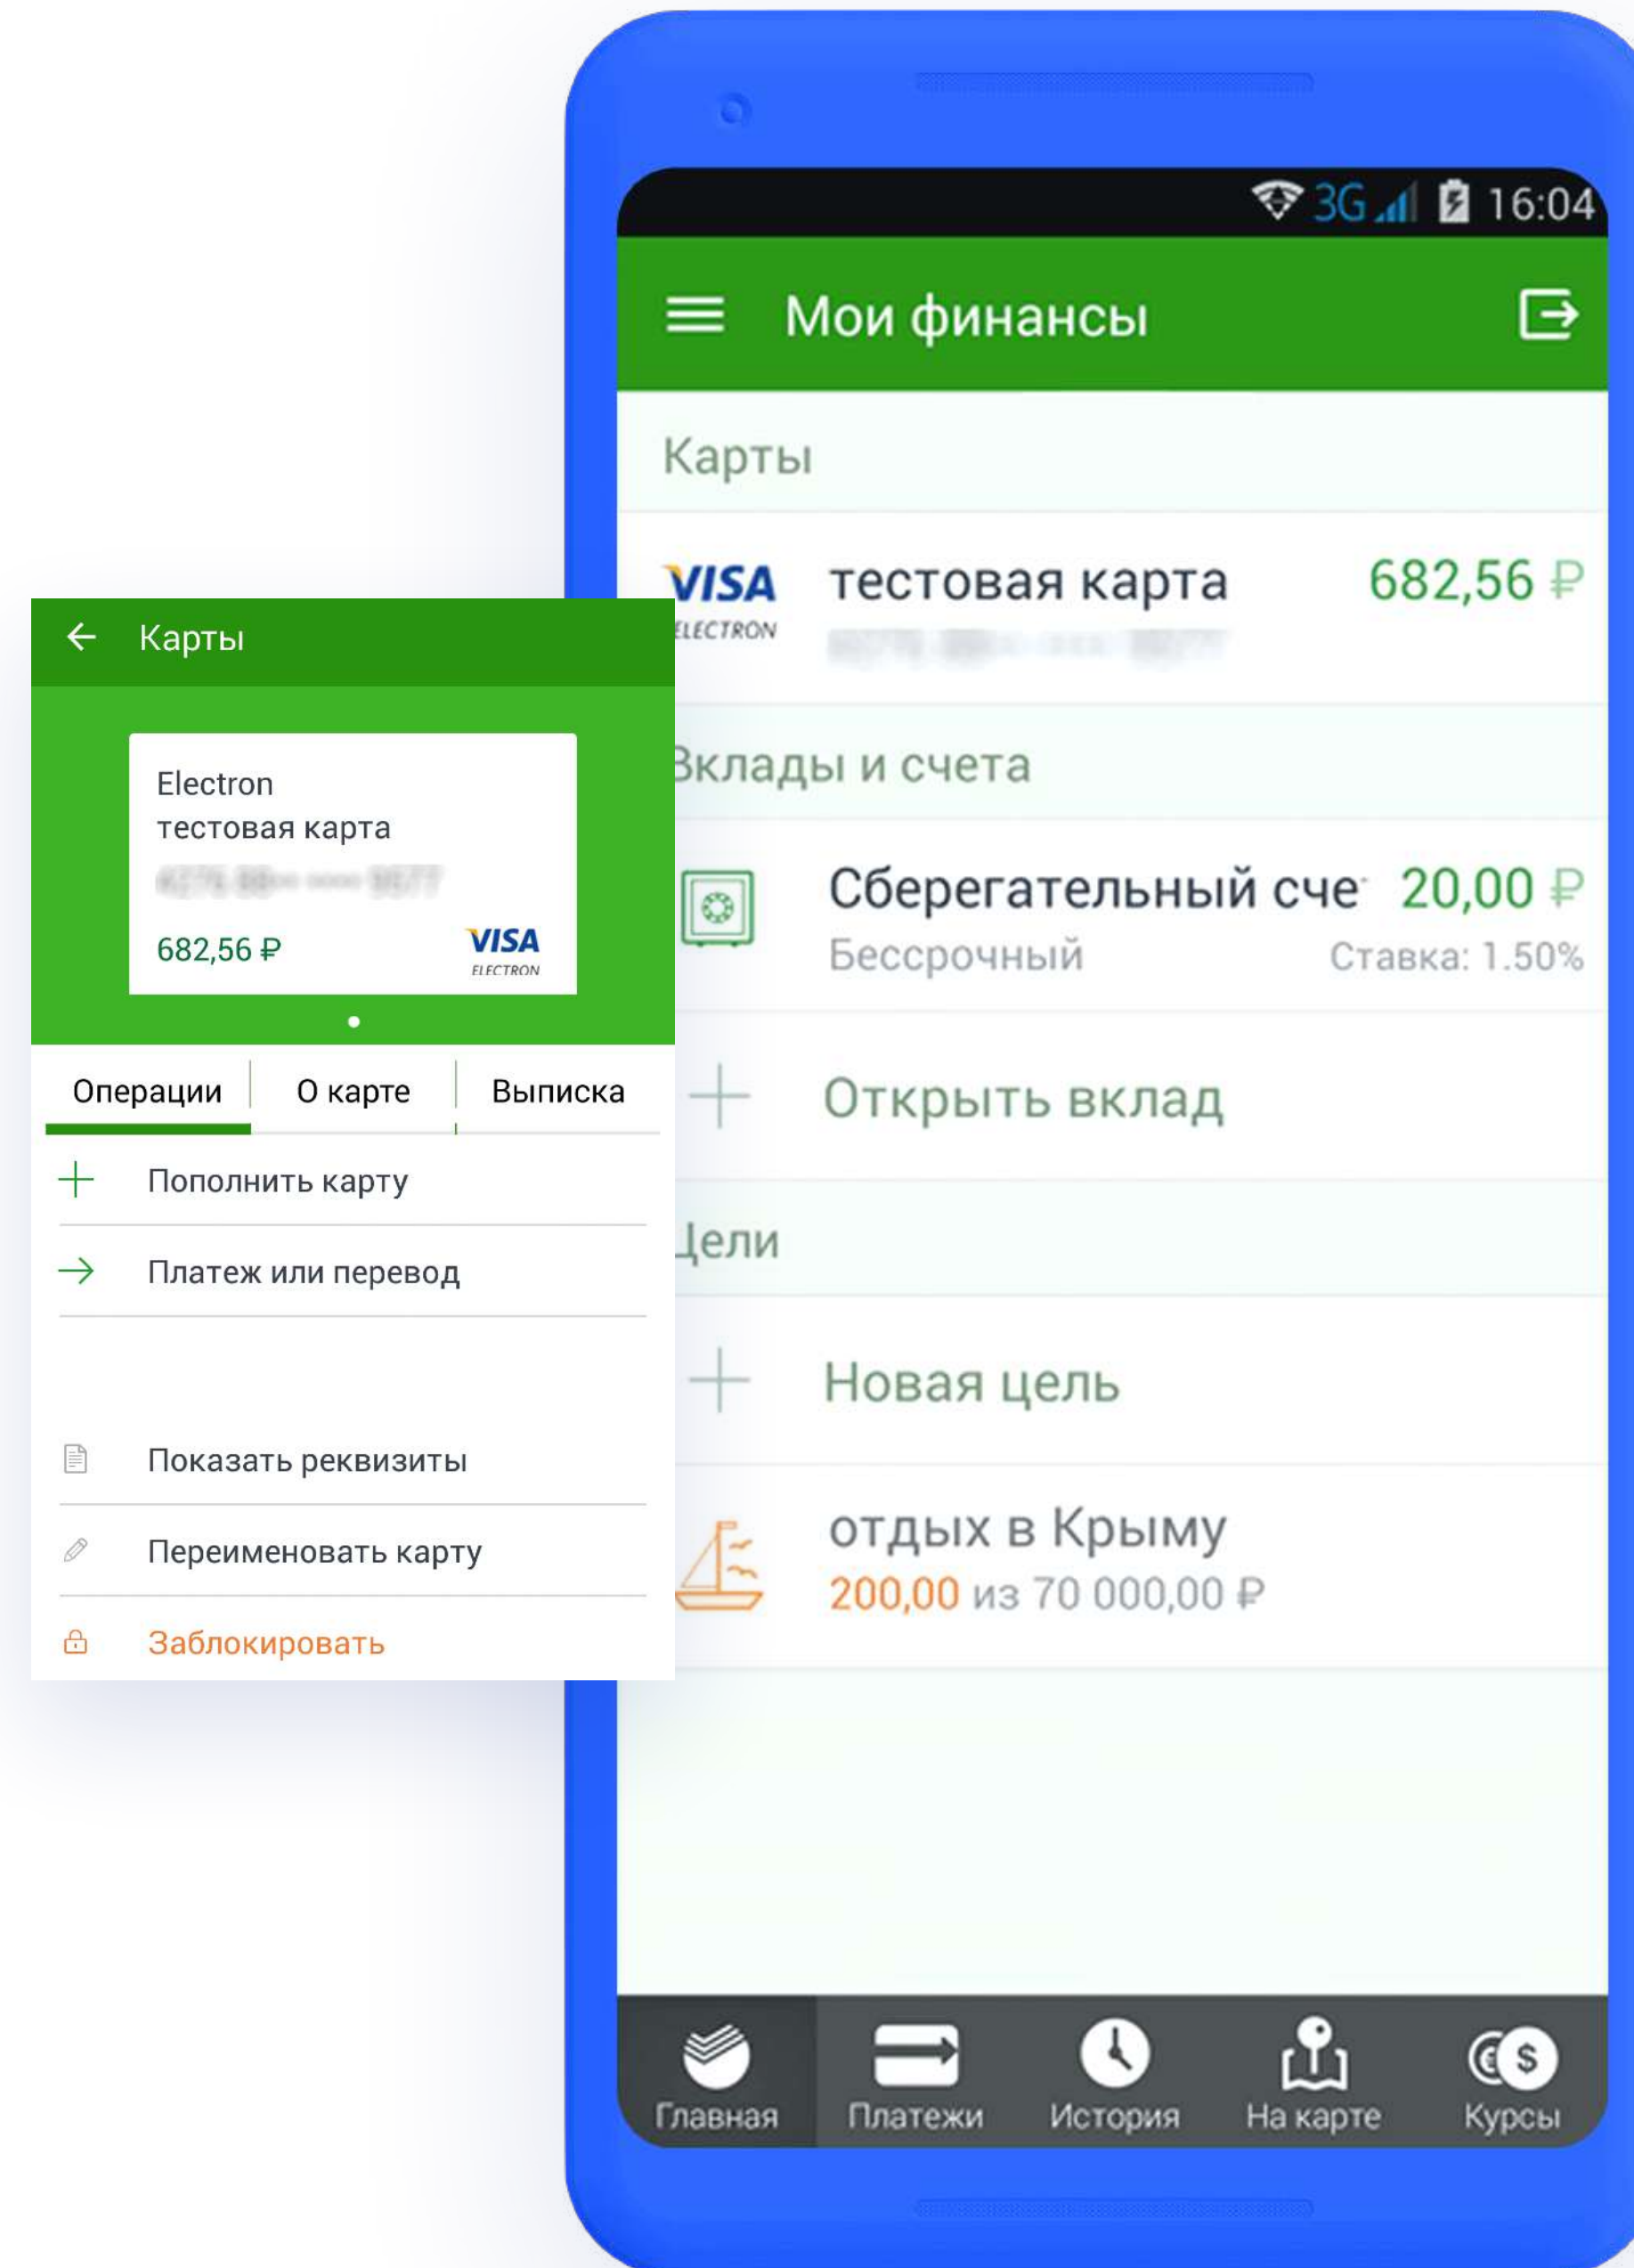 3G 16:04
Мои финансы
Карты
VISA тестовая карта 682,56 ₽
ELECTRON
Вклады и счета
Сберегательный сче 20,00 ₽
Бессрочный Ставка: 1.50%
Открыть вклад
Цели
Новая цель
отдых в Крыму
200,00 из 70 000,00 ₽
Главная Платежи История На карте Курсы
Карты
Electron
тестовая карта
682,56 ₽ VISA
ELECTRON
Операции О карте Выписка
Пополнить карту
Платеж или перевод
Показать реквизиты
Переименовать карту
Заблокировать